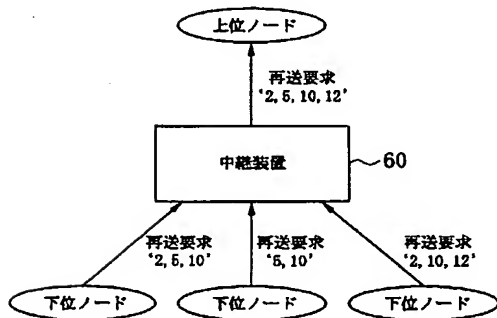 上位ノード
再送要求
‘2,5,10,12’
中継装置
60
再送要求
‘2,5,10’
再送要求
‘5,10’
再送要求
‘2,10,12’
下位ノード
下位ノード
下位ノード